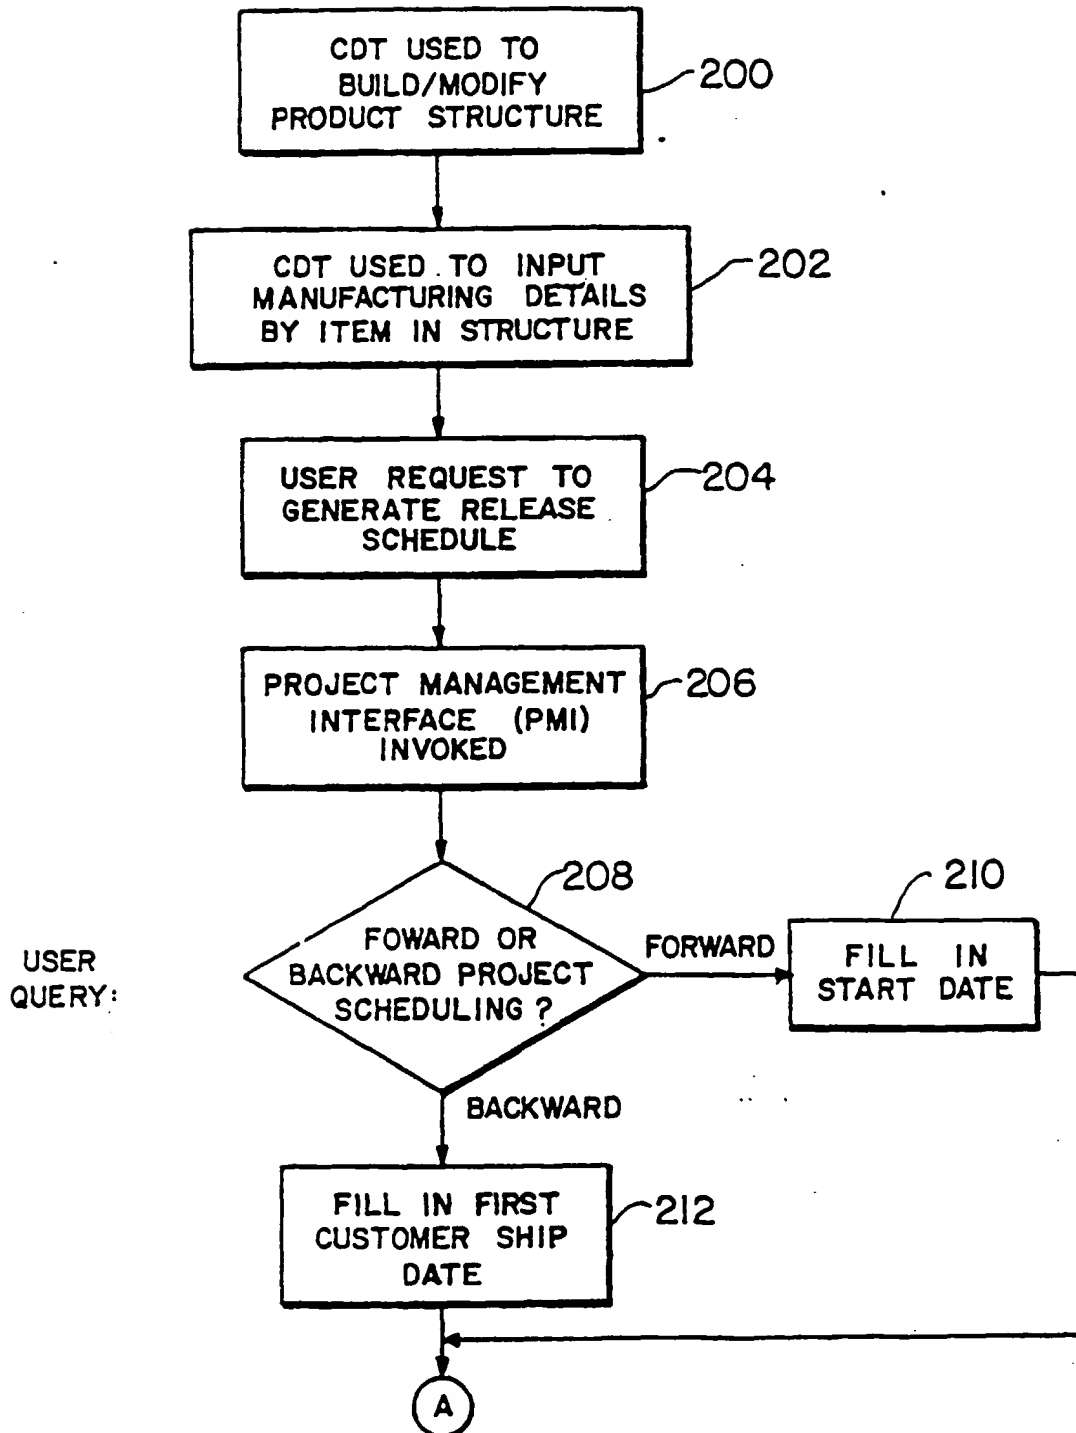 CDT USED TO
BUILD/MODIFY
PRODUCT STRUCTURE
200
CDT USED TO INPUT
MANUFACTURING DETAILS
BY ITEM IN STRUCTURE
202
USER REQUEST TO
GENERATE RELEASE
SCHEDULE
204
PROJECT MANAGEMENT
INTERFACE (PMI)
INVOKED
206
USER
QUERY:
FOWARD OR
BACKWARD PROJECT
SCHEDULING ?
208
FORWARD
FILL IN
START DATE
210
BACKWARD
FILL IN FIRST
CUSTOMER SHIP
DATE
212
A